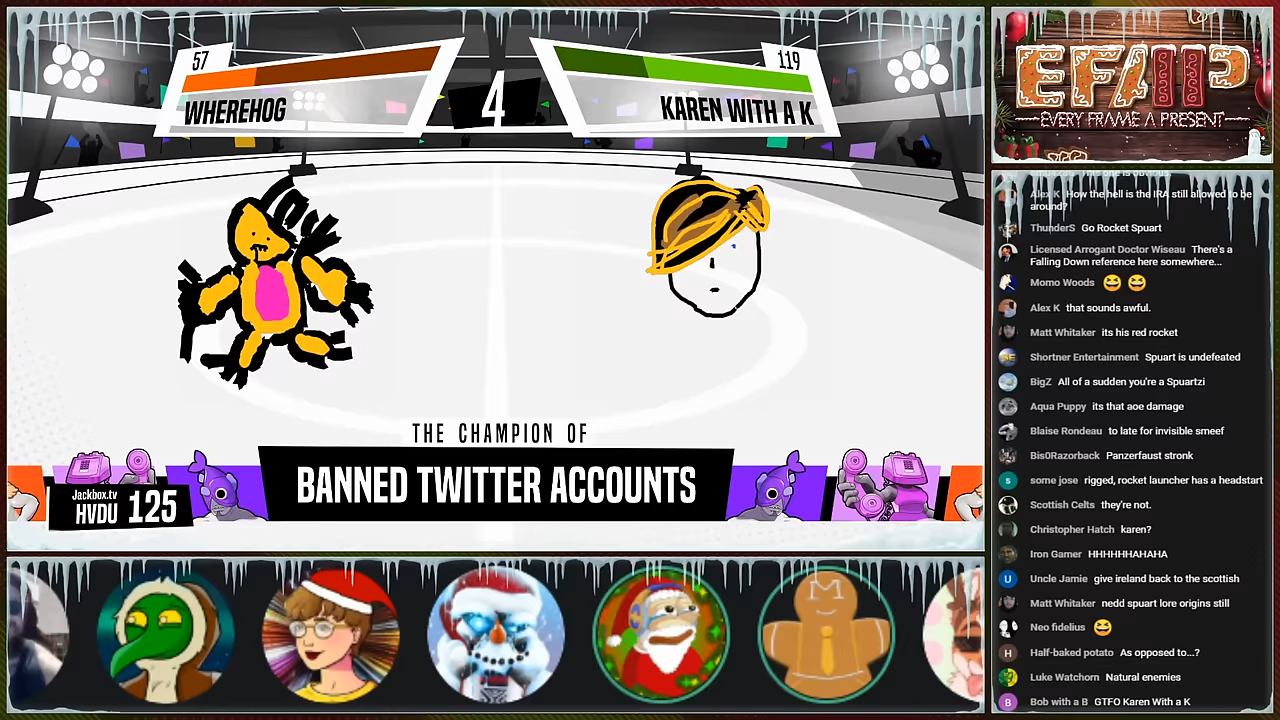 57
WHEREHOG
4
119
KAREN WITH A K
THE CHAMPION OF
BANNED TWITTER ACCOUNTS
Jackbox.tv
HVDU
125
EFAP
EVERY FRAME A PRESENT
This one is obvious.
Alex K How the hell is the IRA still allowed to be
around?
ThunderS Go Rocket Spuart
Licensed Arrogant Doctor Wiseau There's a
Falling Down reference here somewhere...
Momo Woods 😆 😆
Alex K that sounds awful.
Matt Whitaker its his red rocket
Shortner Entertainment Spuart is undefeated
BigZ All of a sudden you're a Spuartzi
Aqua Puppy its that aoe damage
Blaise Rondeau to late for invisible smeef
Bis0Razorback Panzerfaust stronk
s some jose rigged, rocket launcher has a headstart
Scottish Celts they're not.
Christopher Hatch karen?
Iron Gamer HHHHHHAHAHA
U Uncle Jamie give ireland back to the scottish
Matt Whitaker nedd spuart lore origins still
Neo fidelius 😆
H Half-baked potato As opposed to...?
Luke Watchorn Natural enemies
B Bob with a B GTFO Karen With a K
M